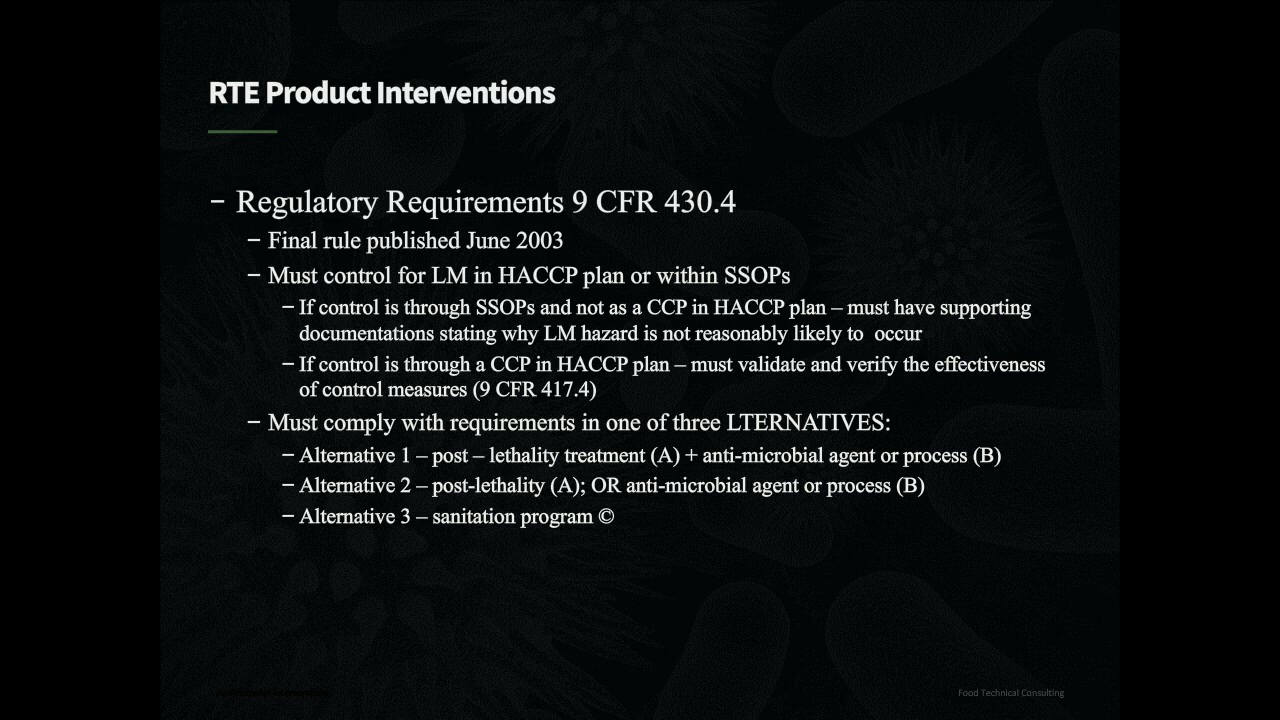 RTE Product Interventions
– Regulatory Requirements 9 CFR 430.4
– Final rule published June 2003
– Must control for LM in HACCP plan or within SSOPs
– If control is through SSOPs and not as a CCP in HACCP plan – must have supporting
documentations stating why LM hazard is not reasonably likely to occur
– If control is through a CCP in HACCP plan – must validate and verify the effectiveness
of control measures (9 CFR 417.4)
– Must comply with requirements in one of three LTERNATIVES:
– Alternative 1 – post – lethality treatment (A) + anti-microbial agent or process (B)
– Alternative 2 – post-lethality (A); OR anti-microbial agent or process (B)
– Alternative 3 – sanitation program ©
Food Technical Consulting